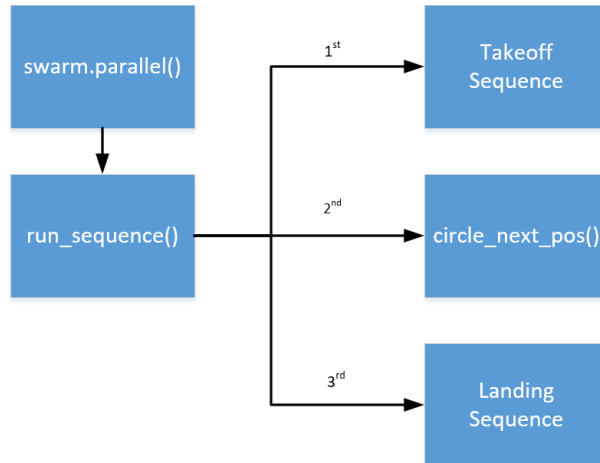 swarm.parallel()
1st
Takeoff
Sequence
run_sequence()
2nd
circle_next_pos()
3rd
Landing
Sequence